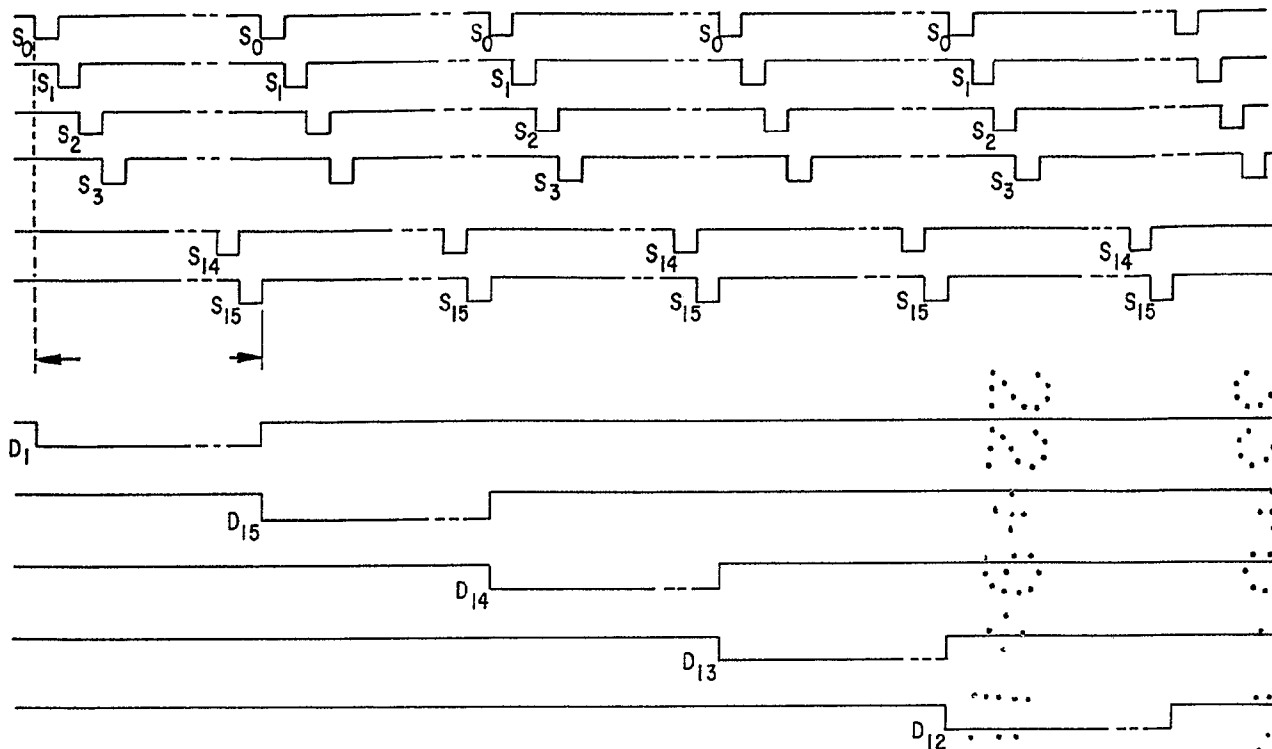 S0 S0 S0 S0 S0
S1 S1 S1 S1
S2 S2 S2
S3 S3 S3
S14 S14 S14
S15 S15 S15 S15 S15
D1
D15
D14
D13
D12